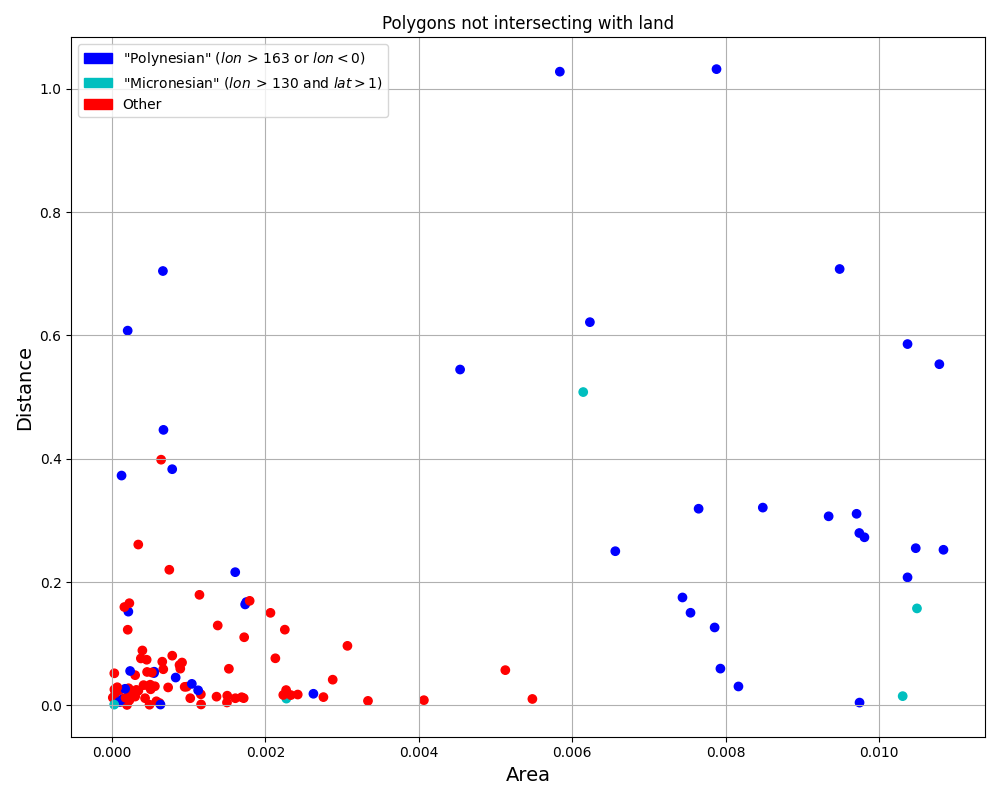 Polygons not intersecting with land
"Polynesian" (lon > 163 or lon < 0)
"Micronesian" (lon > 130 and lat > 1)
Other
1.0
0.8
0.6
0.4
0.2
0.0
Distance
0.000 0.002 0.004 0.006 0.008 0.010
Area